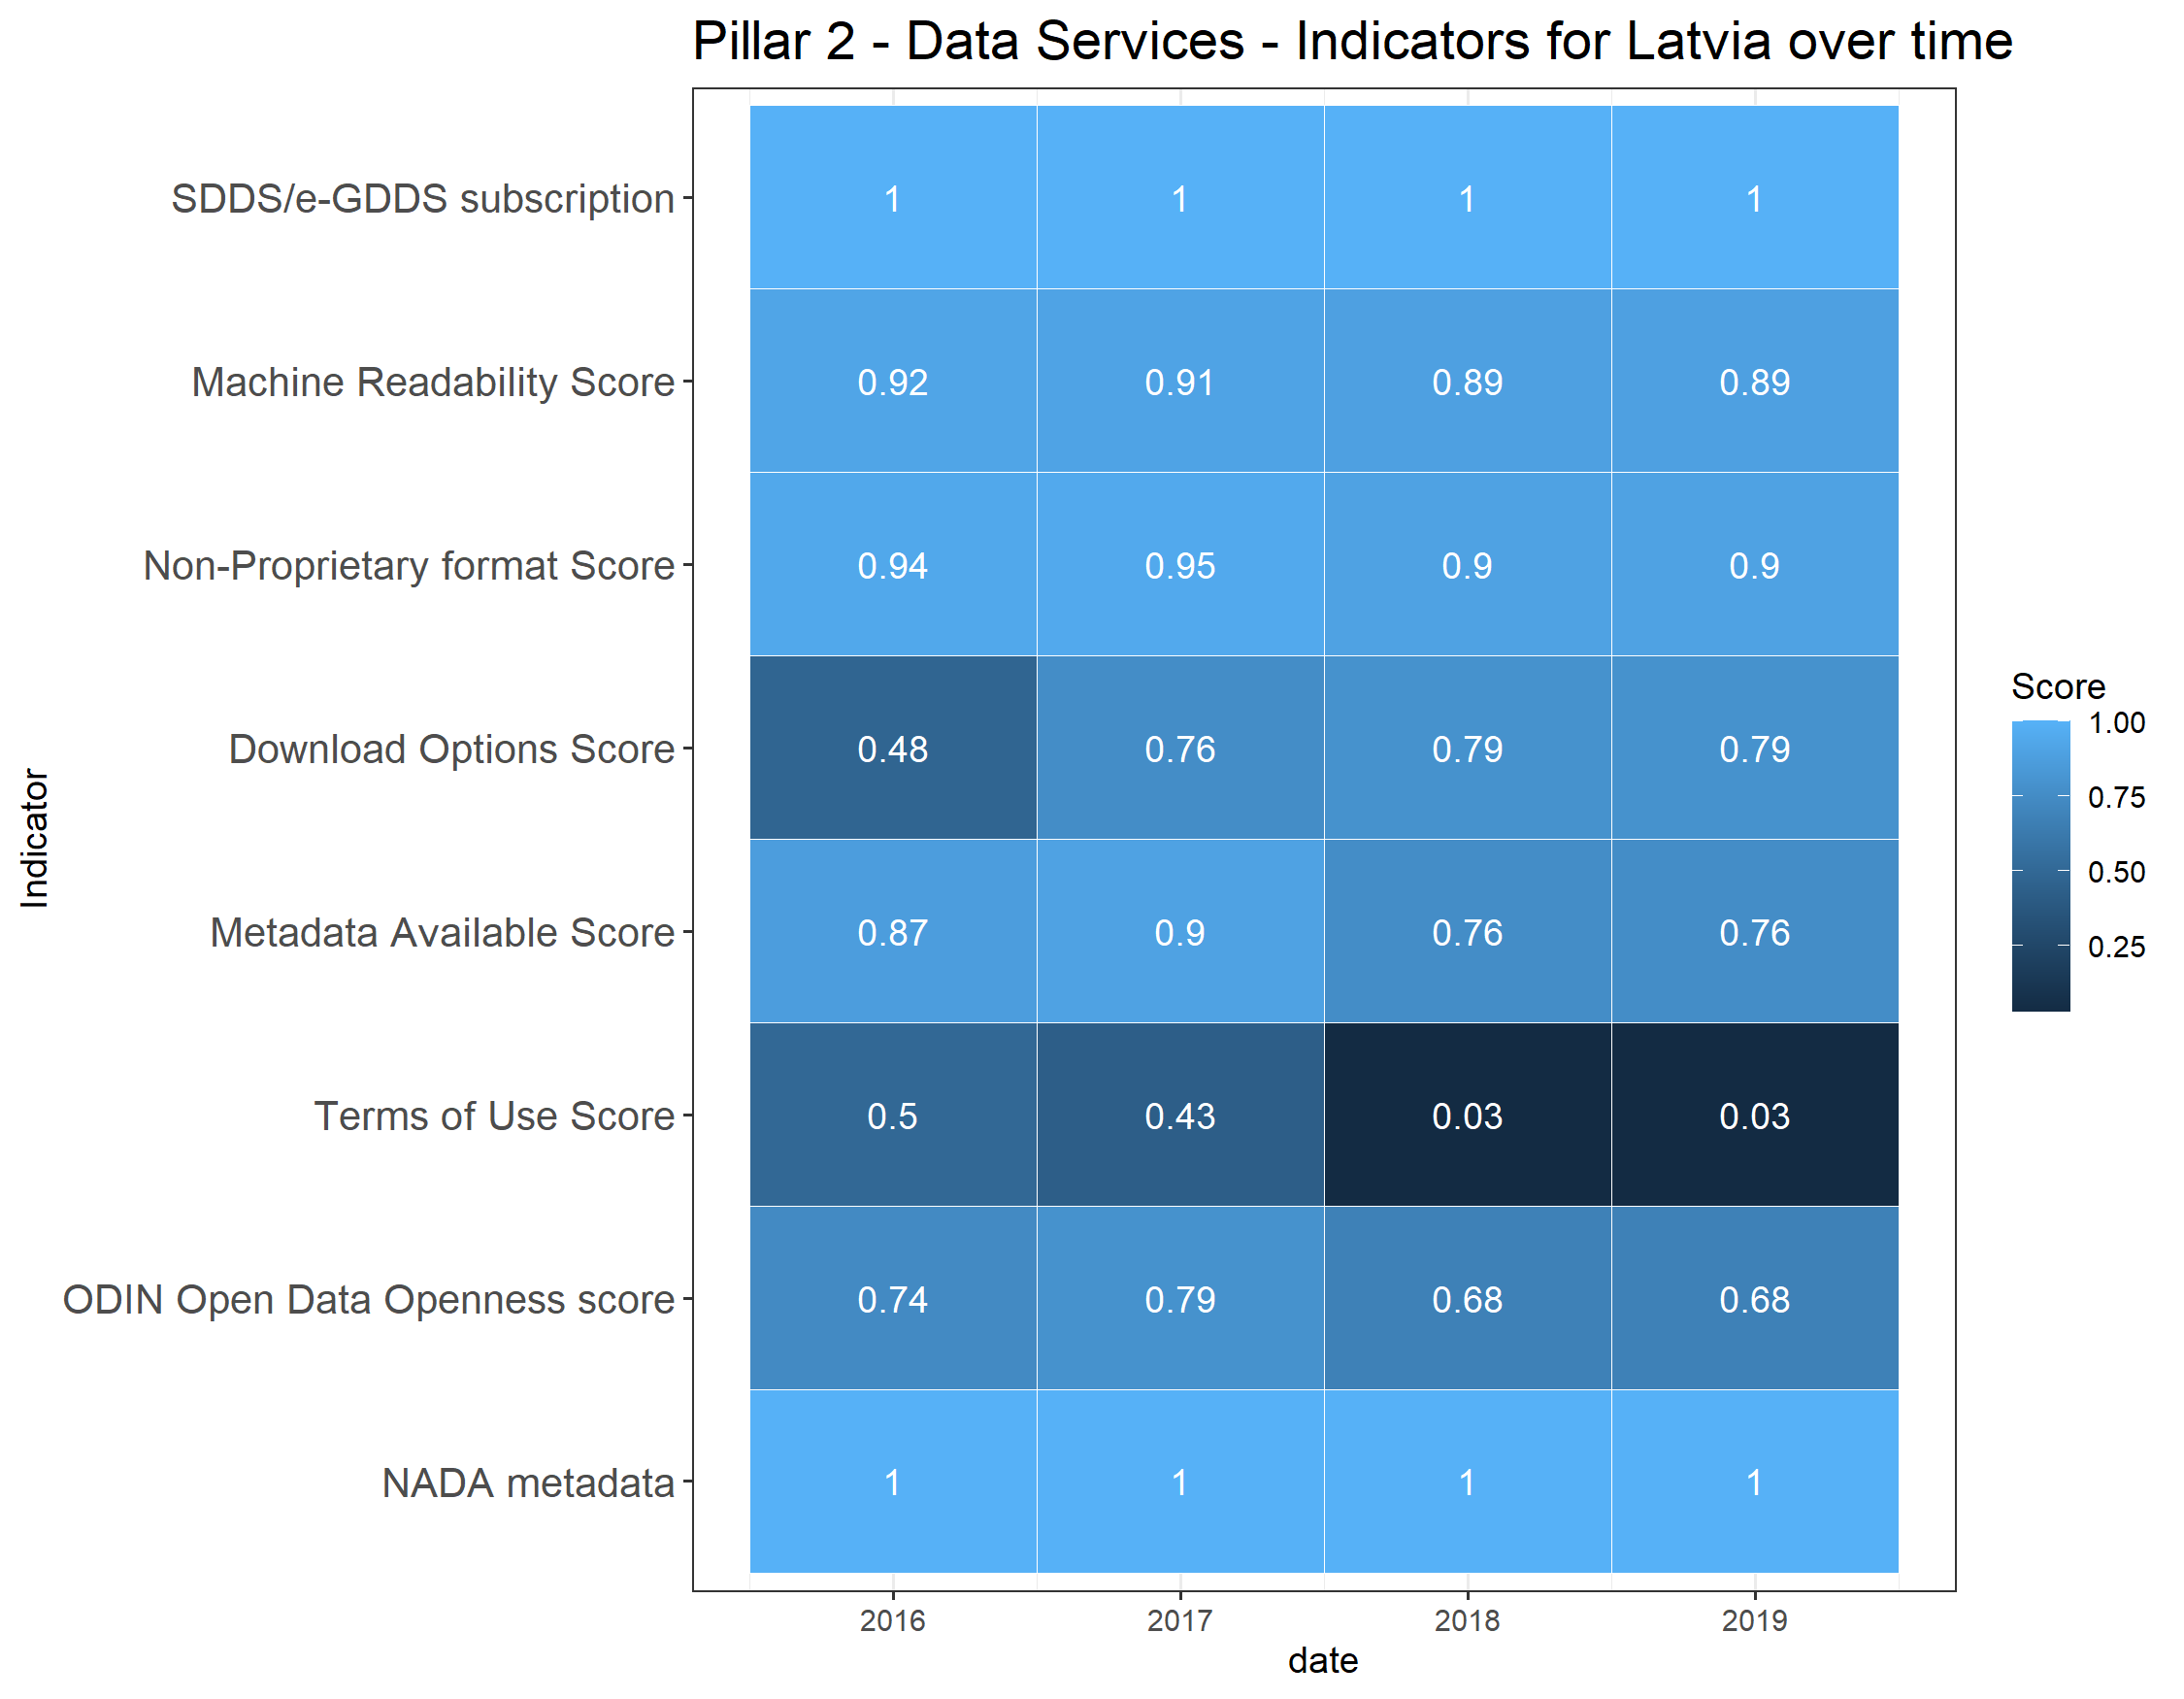 Pillar 2 - Data Services - Indicators for Latvia over time
Indicator
SDDS/e-GDDS subscription 1 1 1 1
Machine Readability Score 0.92 0.91 0.89 0.89
Non-Proprietary format Score 0.94 0.95 0.9 0.9
Download Options Score 0.48 0.76 0.79 0.79
Metadata Available Score 0.87 0.9 0.76 0.76
Terms of Use Score 0.5 0.43 0.03 0.03
ODIN Open Data Openness score 0.74 0.79 0.68 0.68
NADA metadata 1 1 1 1
2016 2017 2018 2019
date
Score
1.00
0.75
0.50
0.25